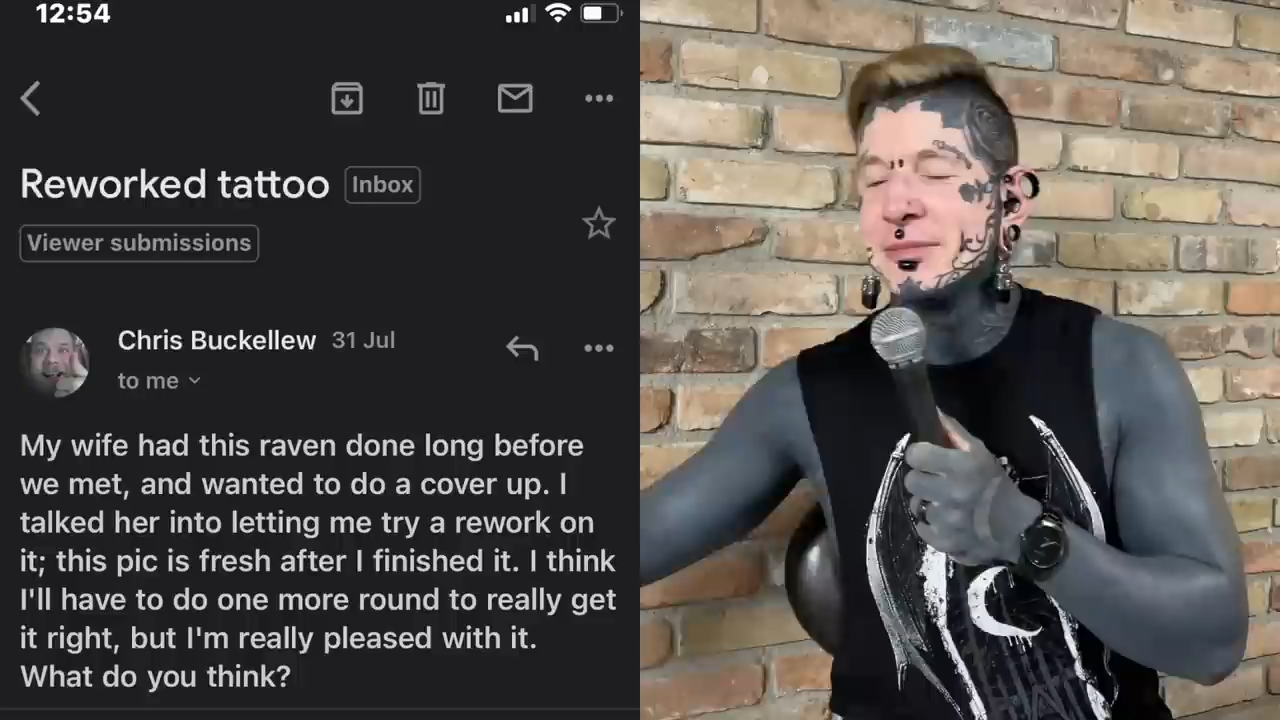 12:54
Reworked tattoo Inbox
Viewer submissions
Chris Buckellew 31 Jul
to me
My wife had this raven done long before
we met, and wanted to do a cover up. I
talked her into letting me try a rework on
it; this pic is fresh after I finished it. I think
I'll have to do one more round to really get
it right, but I'm really pleased with it.
What do you think?